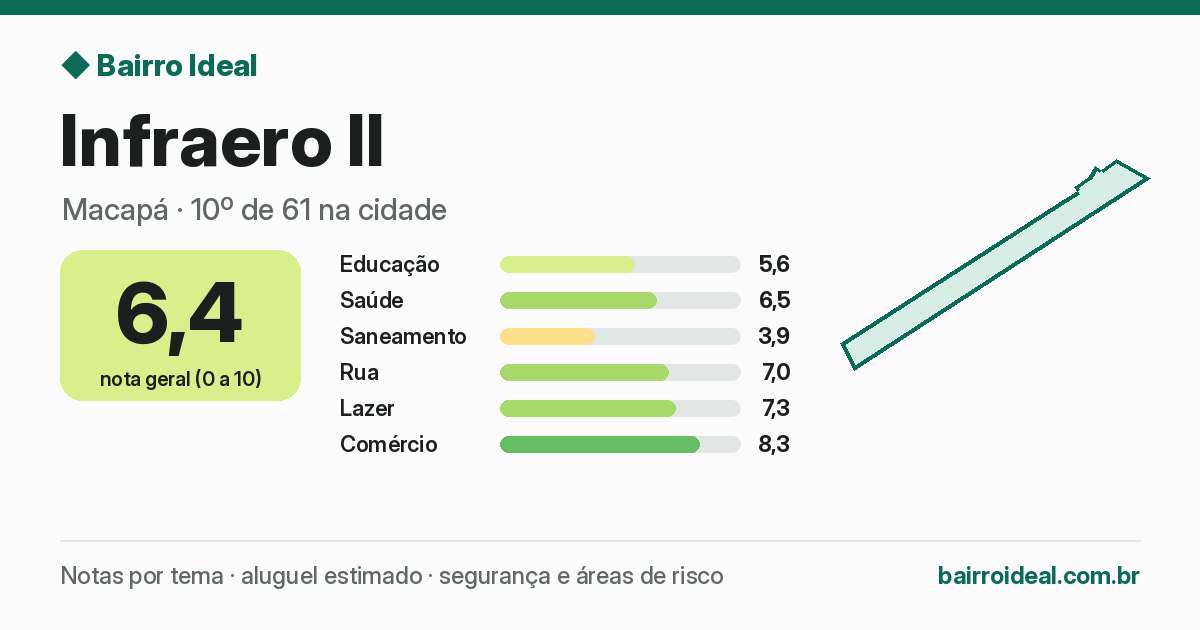 Bairro Ideal
Infraero II
Macapá · 10º de 61 na cidade
6,4
nota geral (0 a 10)
Educação 5,6
Saúde 6,5
Saneamento 3,9
Rua 7,0
Lazer 7,3
Comércio 8,3
Notas por tema · aluguel estimado · segurança e áreas de risco
bairroideal.com.br